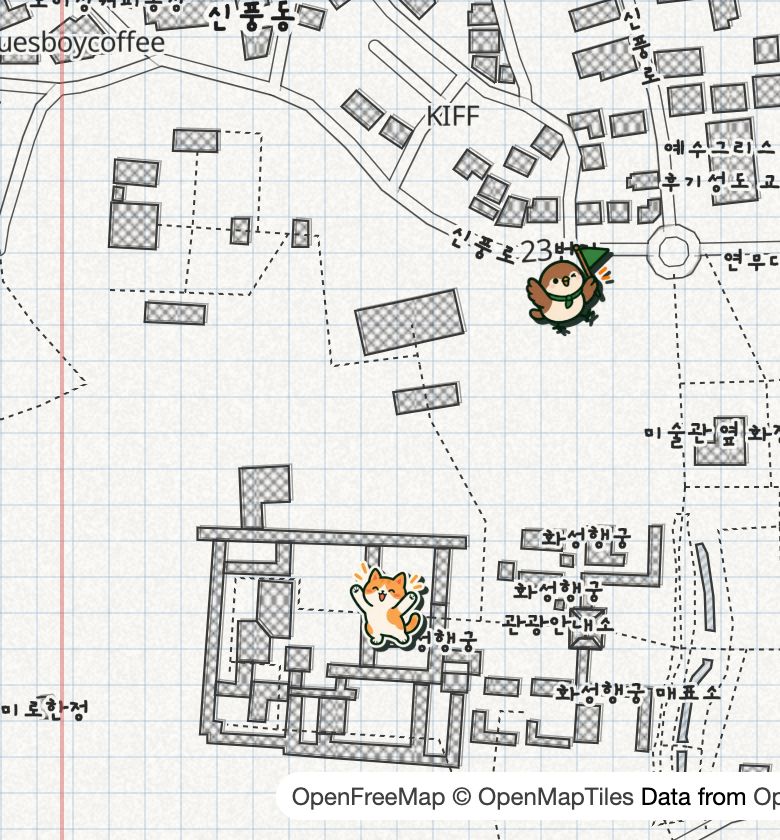 신풍동
uesboycoffee
신풍로
KIFF
예수그리스
후기성도교
신풍로23번
연무대
미술관 옆 화장
화성행궁
화성행궁
관광안내소
성행궁
화성행궁 매표소
미로한정
OpenFreeMap © OpenMapTiles Data from Op